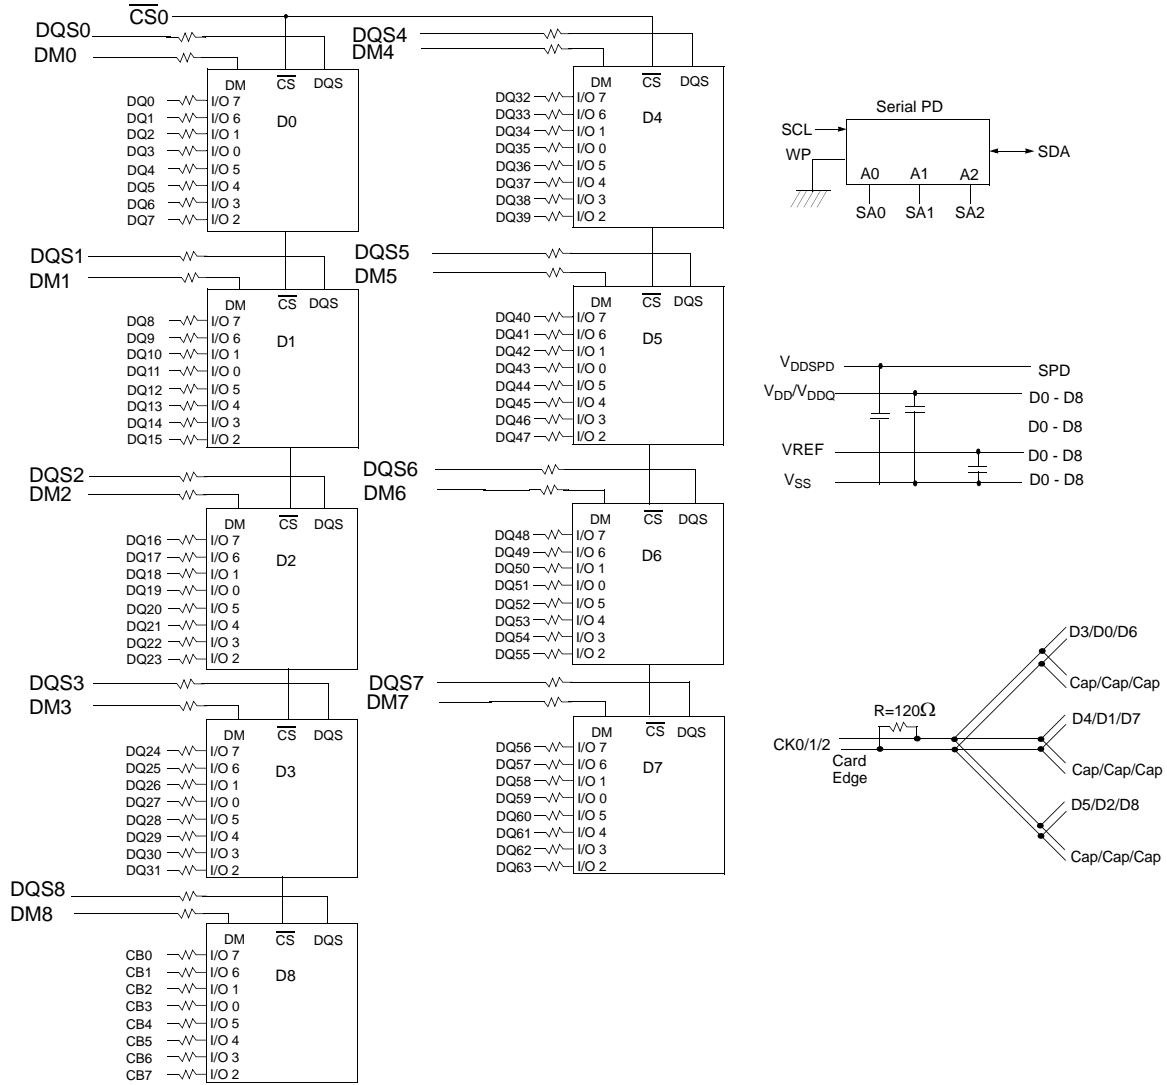 CS0
DQS0
DM0
DM CS DQS
D0
DQ0 I/O 7
DQ1 I/O 6
DQ2 I/O 1
DQ3 I/O 0
DQ4 I/O 5
DQ5 I/O 4
DQ6 I/O 3
DQ7 I/O 2
DQS1
DM1
DM CS DQS
D1
DQ8 I/O 7
DQ9 I/O 6
DQ10 I/O 1
DQ11 I/O 0
DQ12 I/O 5
DQ13 I/O 4
DQ14 I/O 3
DQ15 I/O 2
DQS2
DM2
DM CS DQS
D2
DQ16 I/O 7
DQ17 I/O 6
DQ18 I/O 1
DQ19 I/O 0
DQ20 I/O 5
DQ21 I/O 4
DQ22 I/O 3
DQ23 I/O 2
DQS3
DM3
DM CS DQS
D3
DQ24 I/O 7
DQ25 I/O 6
DQ26 I/O 1
DQ27 I/O 0
DQ28 I/O 5
DQ29 I/O 4
DQ30 I/O 3
DQ31 I/O 2
DQS8
DM8
DM CS DQS
D8
CB0 I/O 7
CB1 I/O 6
CB2 I/O 1
CB3 I/O 0
CB4 I/O 5
CB5 I/O 4
CB6 I/O 3
CB7 I/O 2
DQS4
DM4
DM CS DQS
D4
DQ32 I/O 7
DQ33 I/O 6
DQ34 I/O 1
DQ35 I/O 0
DQ36 I/O 5
DQ37 I/O 4
DQ38 I/O 3
DQ39 I/O 2
DQS5
DM5
DM CS DQS
D5
DQ40 I/O 7
DQ41 I/O 6
DQ42 I/O 1
DQ43 I/O 0
DQ44 I/O 5
DQ45 I/O 4
DQ46 I/O 3
DQ47 I/O 2
DQS6
DM6
DM CS DQS
D6
DQ48 I/O 7
DQ49 I/O 6
DQ50 I/O 1
DQ51 I/O 0
DQ52 I/O 5
DQ53 I/O 4
DQ54 I/O 3
DQ55 I/O 2
DQS7
DM7
DM CS DQS
D7
DQ56 I/O 7
DQ57 I/O 6
DQ58 I/O 1
DQ59 I/O 0
DQ60 I/O 5
DQ61 I/O 4
DQ62 I/O 3
DQ63 I/O 2
Serial PD
SCL
WP
SDA
A0 A1 A2
SA0 SA1 SA2
VDDSPD SPD
VDD/VDDQ D0 - D8
D0 - D8
VREF D0 - D8
VSS D0 - D8
D3/D0/D6
Cap/Cap/Cap
R=120Ω
D4/D1/D7
CK0/1/2
Card
Edge
Cap/Cap/Cap
D5/D2/D8
Cap/Cap/Cap